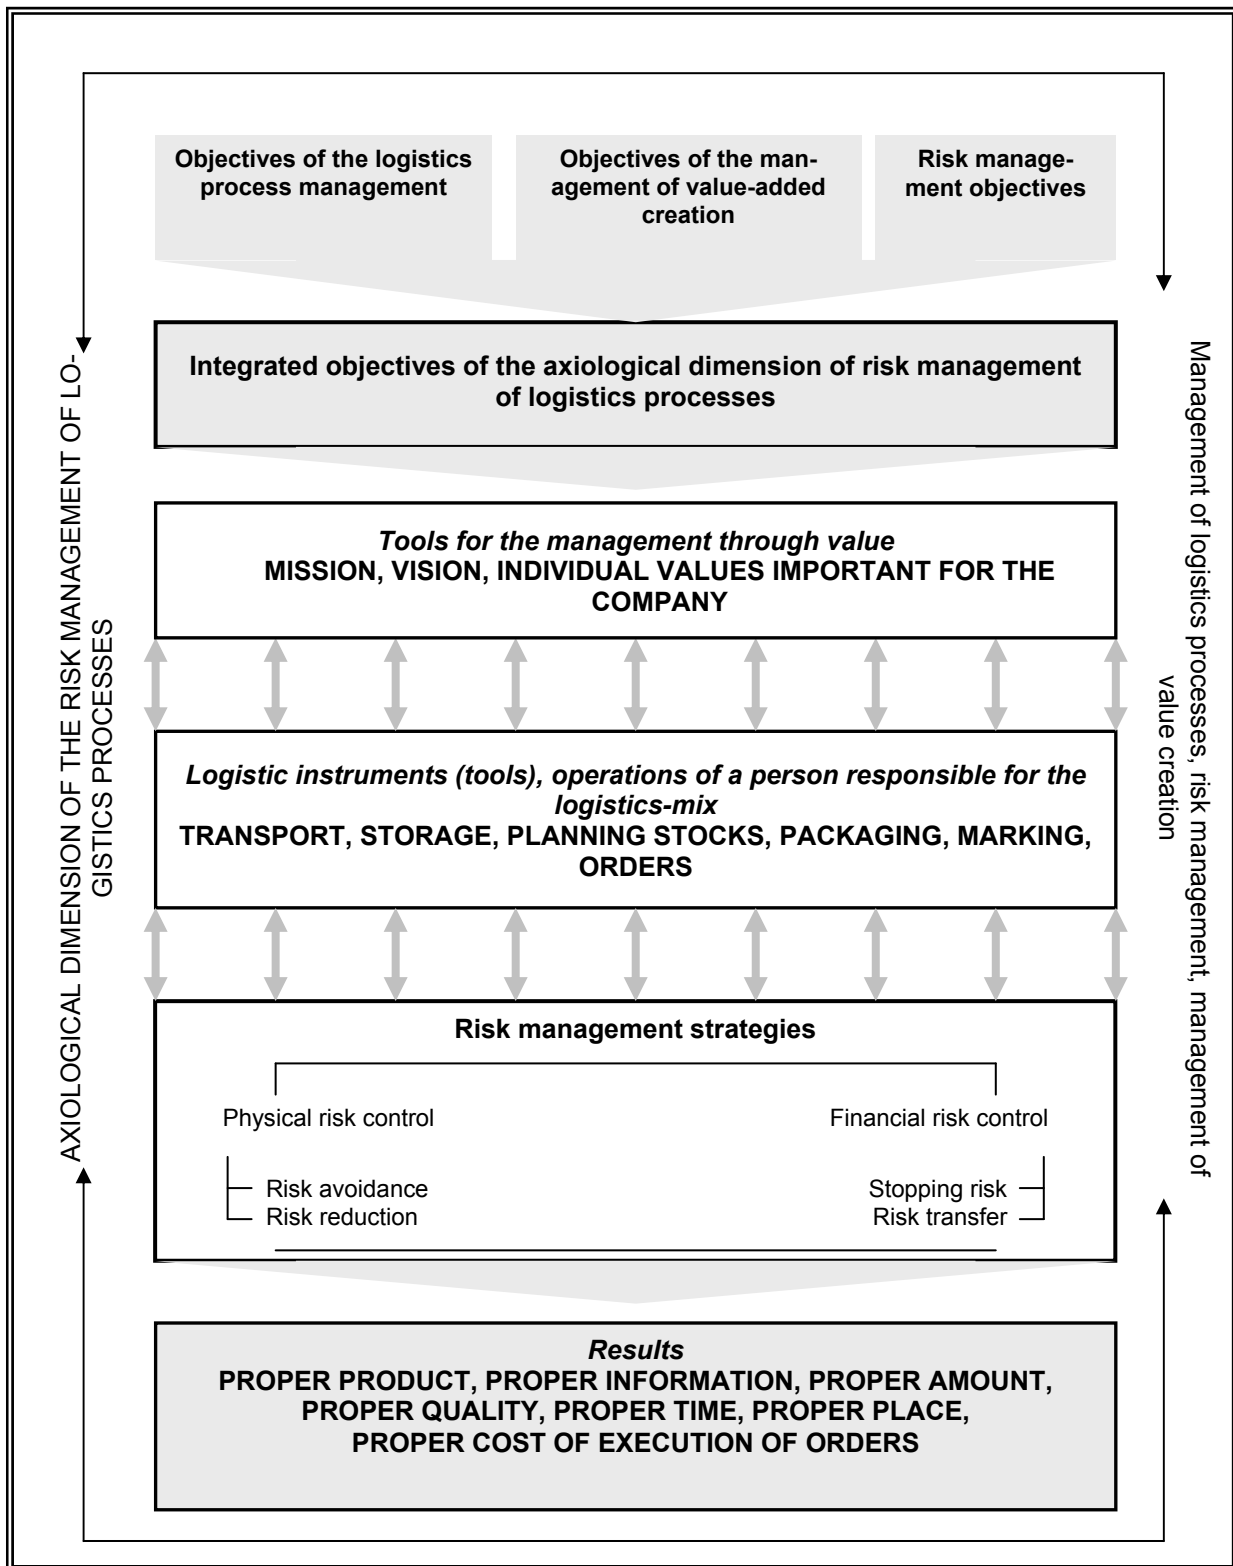 Objectives of the logistics
process management
Objectives of the man-
agement of value-added
creation
Risk manage-
ment objectives
Integrated objectives of the axiological dimension of risk management
of logistics processes
Tools for the management through value
MISSION, VISION, INDIVIDUAL VALUES IMPORTANT FOR THE
COMPANY
Logistic instruments (tools), operations of a person responsible for the
logistics-mix
TRANSPORT, STORAGE, PLANNING STOCKS, PACKAGING, MARKING,
ORDERS
Risk management strategies
Physical risk control
Financial risk control
Risk avoidance
Risk reduction
Stopping risk
Risk transfer
Results
PROPER PRODUCT, PROPER INFORMATION, PROPER AMOUNT,
PROPER QUALITY, PROPER TIME, PROPER PLACE,
PROPER COST OF EXECUTION OF ORDERS
AXIOLOGICAL DIMENSION OF THE RISK MANAGEMENT OF LO-
GISTICS PROCESSES
Management of logistics processes, risk management, management of
value creation